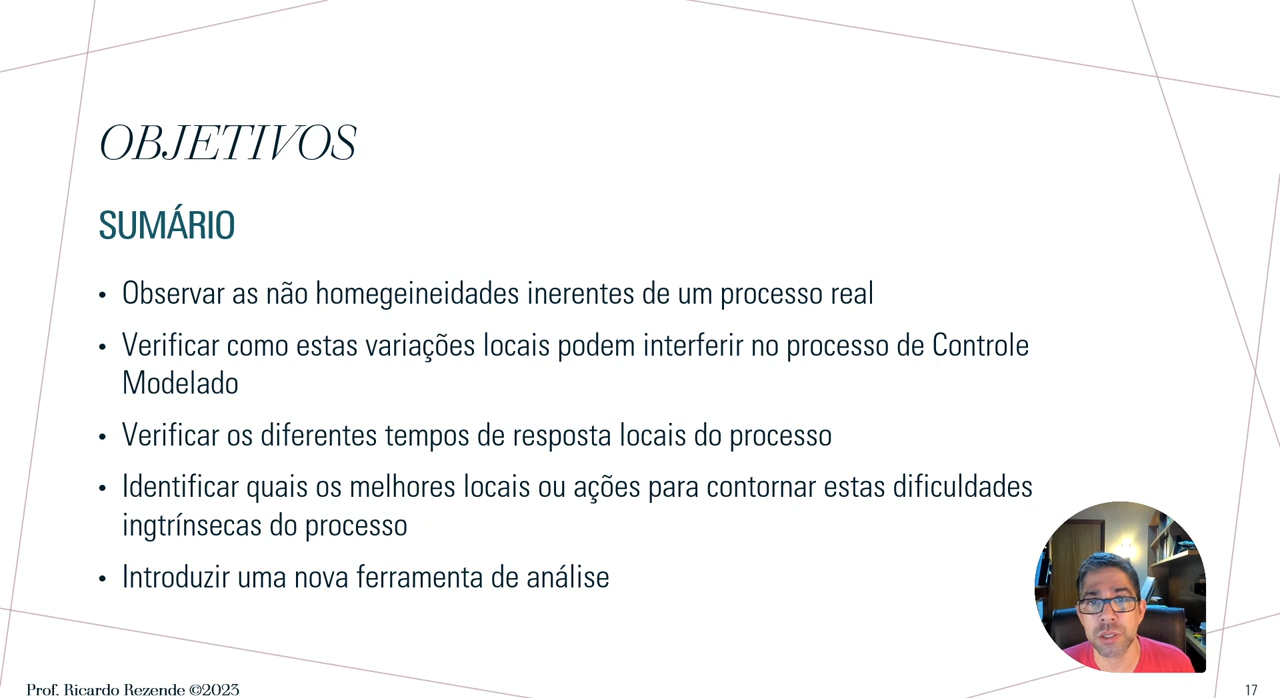 OBJETIVOS
SUMÁRIO
• Observar as não homegeineidades inerentes de um processo real
• Verificar como estas variações locais podem interferir no processo de Controle
Modelado
• Verificar os diferentes tempos de resposta locais do processo
• Identificar quais os melhores locais ou ações para contornar estas dificuldades
ingtrínsecas do processo
• Introduzir uma nova ferramenta de análise
Prof. Ricardo Rezende ©2023
17